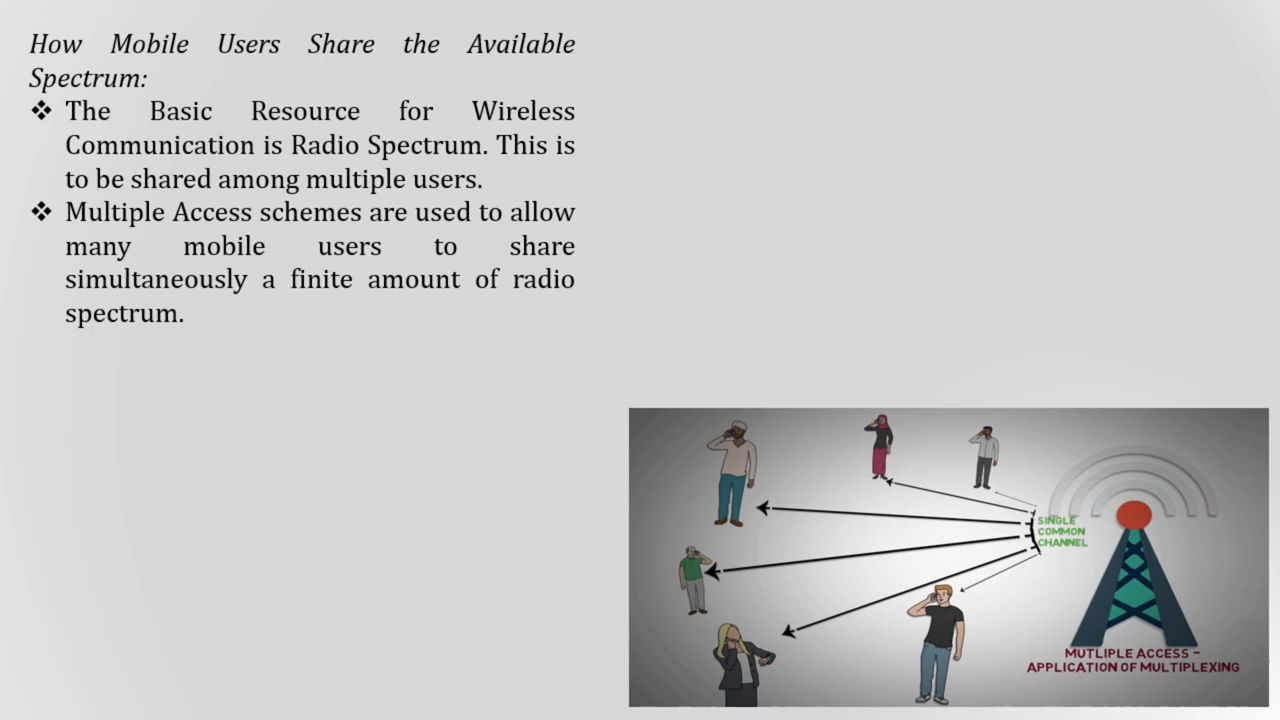 How Mobile Users Share the Available
Spectrum:
❖ The Basic Resource for Wireless
Communication is Radio Spectrum. This is
to be shared among multiple users.
❖ Multiple Access schemes are used to allow
many mobile users to share
simultaneously a finite amount of radio
spectrum.
SINGLE
COMMON
CHANNEL
MUTLIPLE ACCESS -
APPLICATION OF MULTIPLEXING